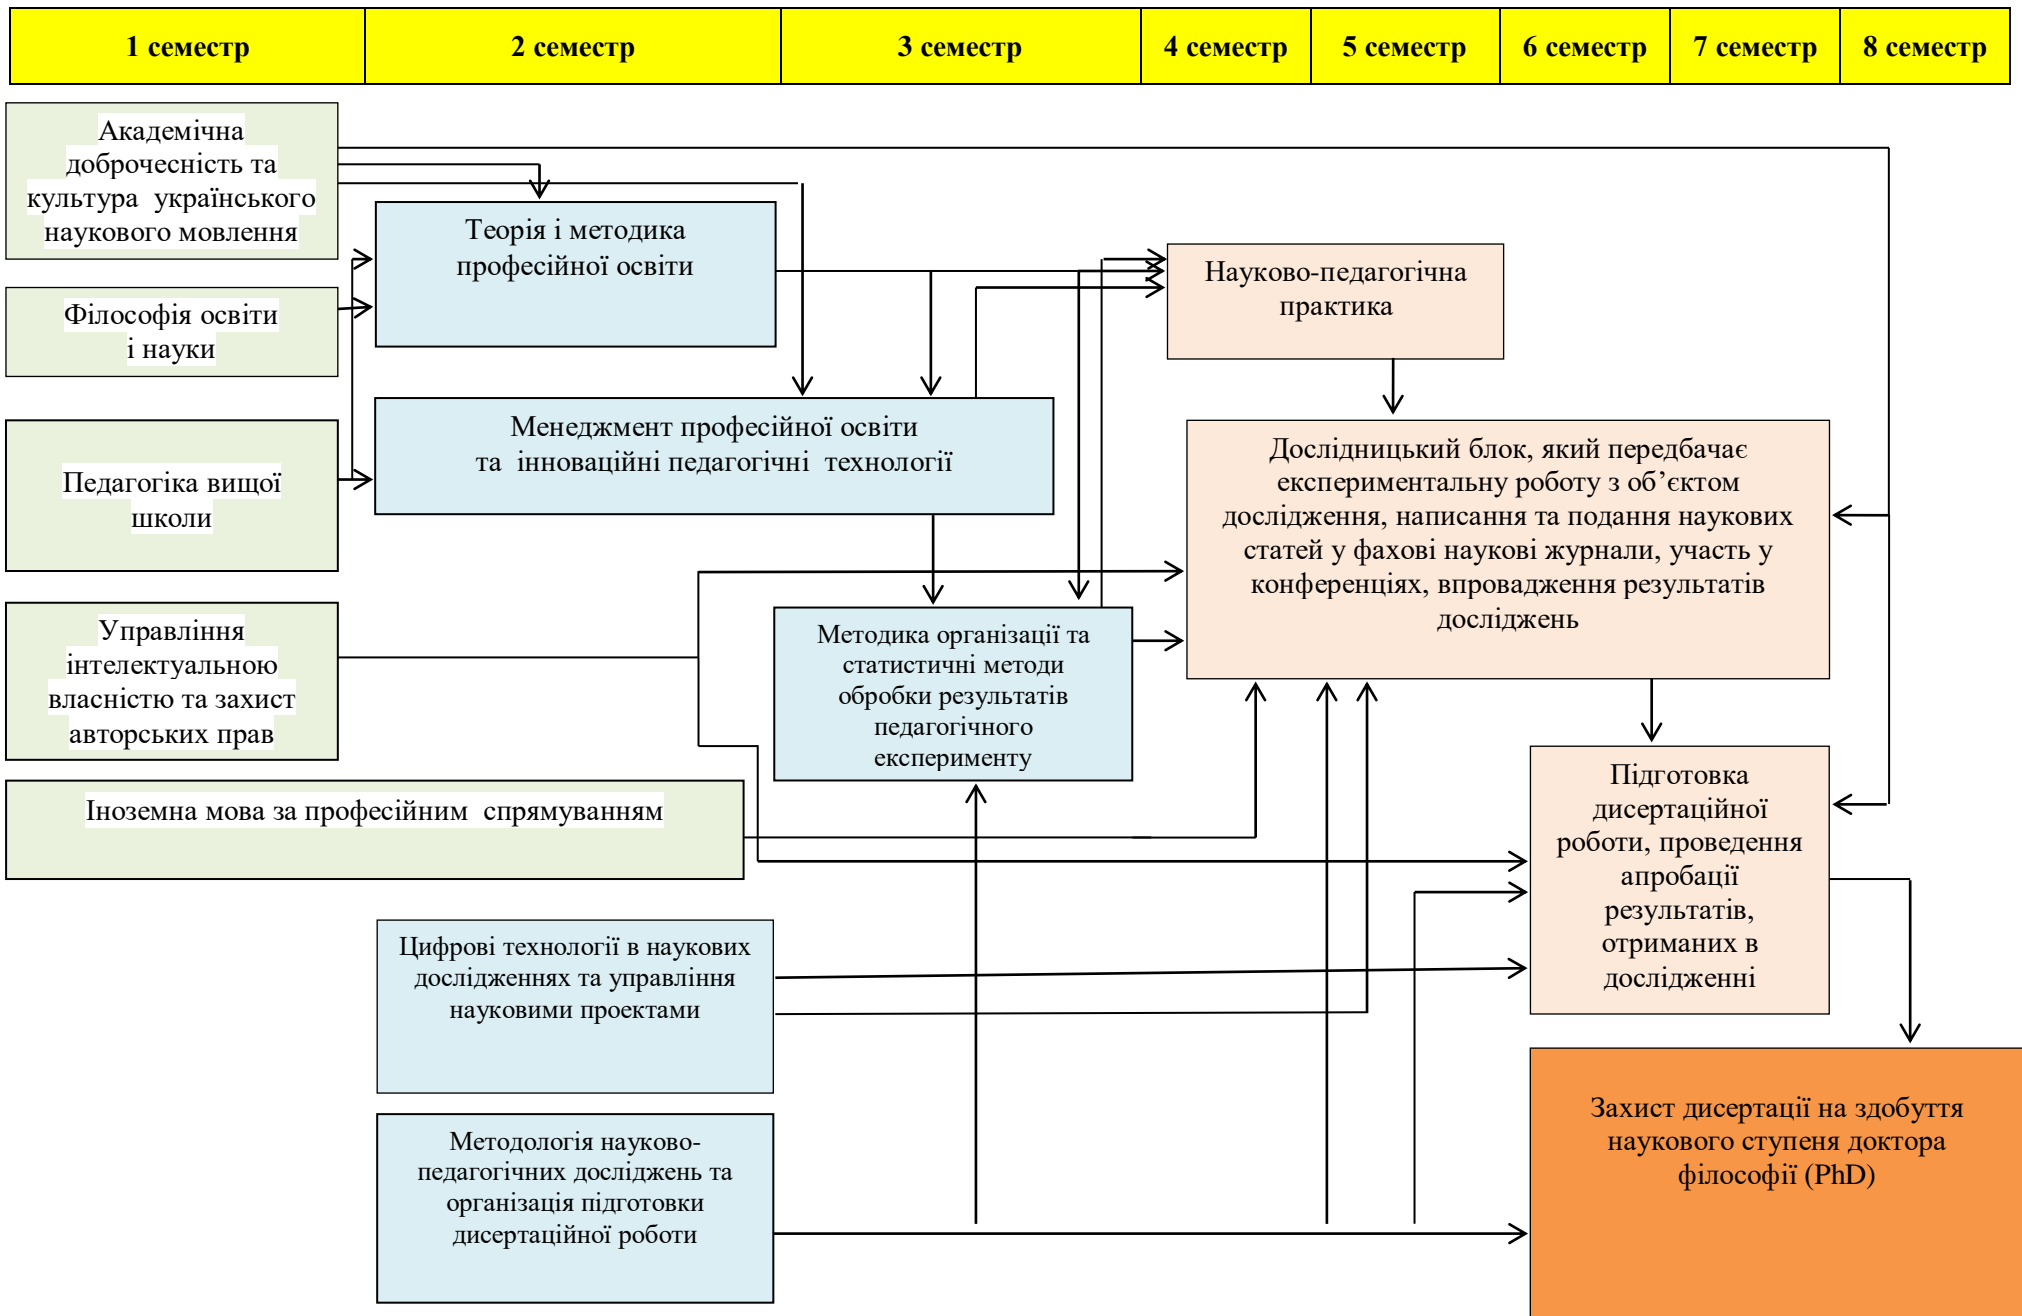 1 семестр
2 семестр
3 семестр
4 семестр
5 семестр
6 семестр
7 семестр
8 семестр
Академічна
доброчесність та
культура українського
наукового мовлення
Теорія і методика
професійної освіти
Науково-педагогічна
практика
Філософія освіти
і науки
Менеджмент професійної освіти
та інноваційні педагогічні технології
Педагогіка вищої
школи
Дослідницький блок, який передбачає
експериментальну роботу з об’єктом
дослідження, написання та подання наукових
статей у фахові наукові журнали, участь у
конференціях, впровадження результатів
досліджень
Управління
інтелектуальною
власністю та захист
авторських прав
Методика організації та
статистичні методи
обробки результатів
педагогічного
експерименту
Іноземна мова за професійним спрямуванням
Підготовка
дисертаційної
роботи, проведення
апробації
результатів,
отриманих в
дослідженні
Цифрові технології в наукових
дослідженнях та управління
науковими проектами
Методологія науково-
педагогічних досліджень та
організація підготовки
дисертаційної роботи
Захист дисертації на здобуття
наукового ступеня доктора
філософії (PhD)